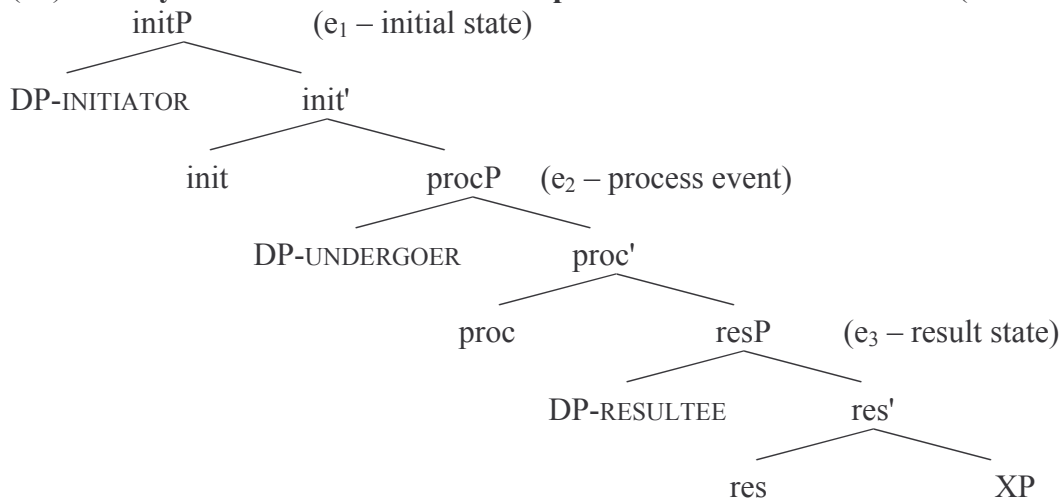 initP (e₁ – initial state)
DP-INITIATOR init'
init procP (e₂ – process event)
DP-UNDERGOER proc'
proc resP (e₃ – result state)
DP-RESULTEE res'
res XP